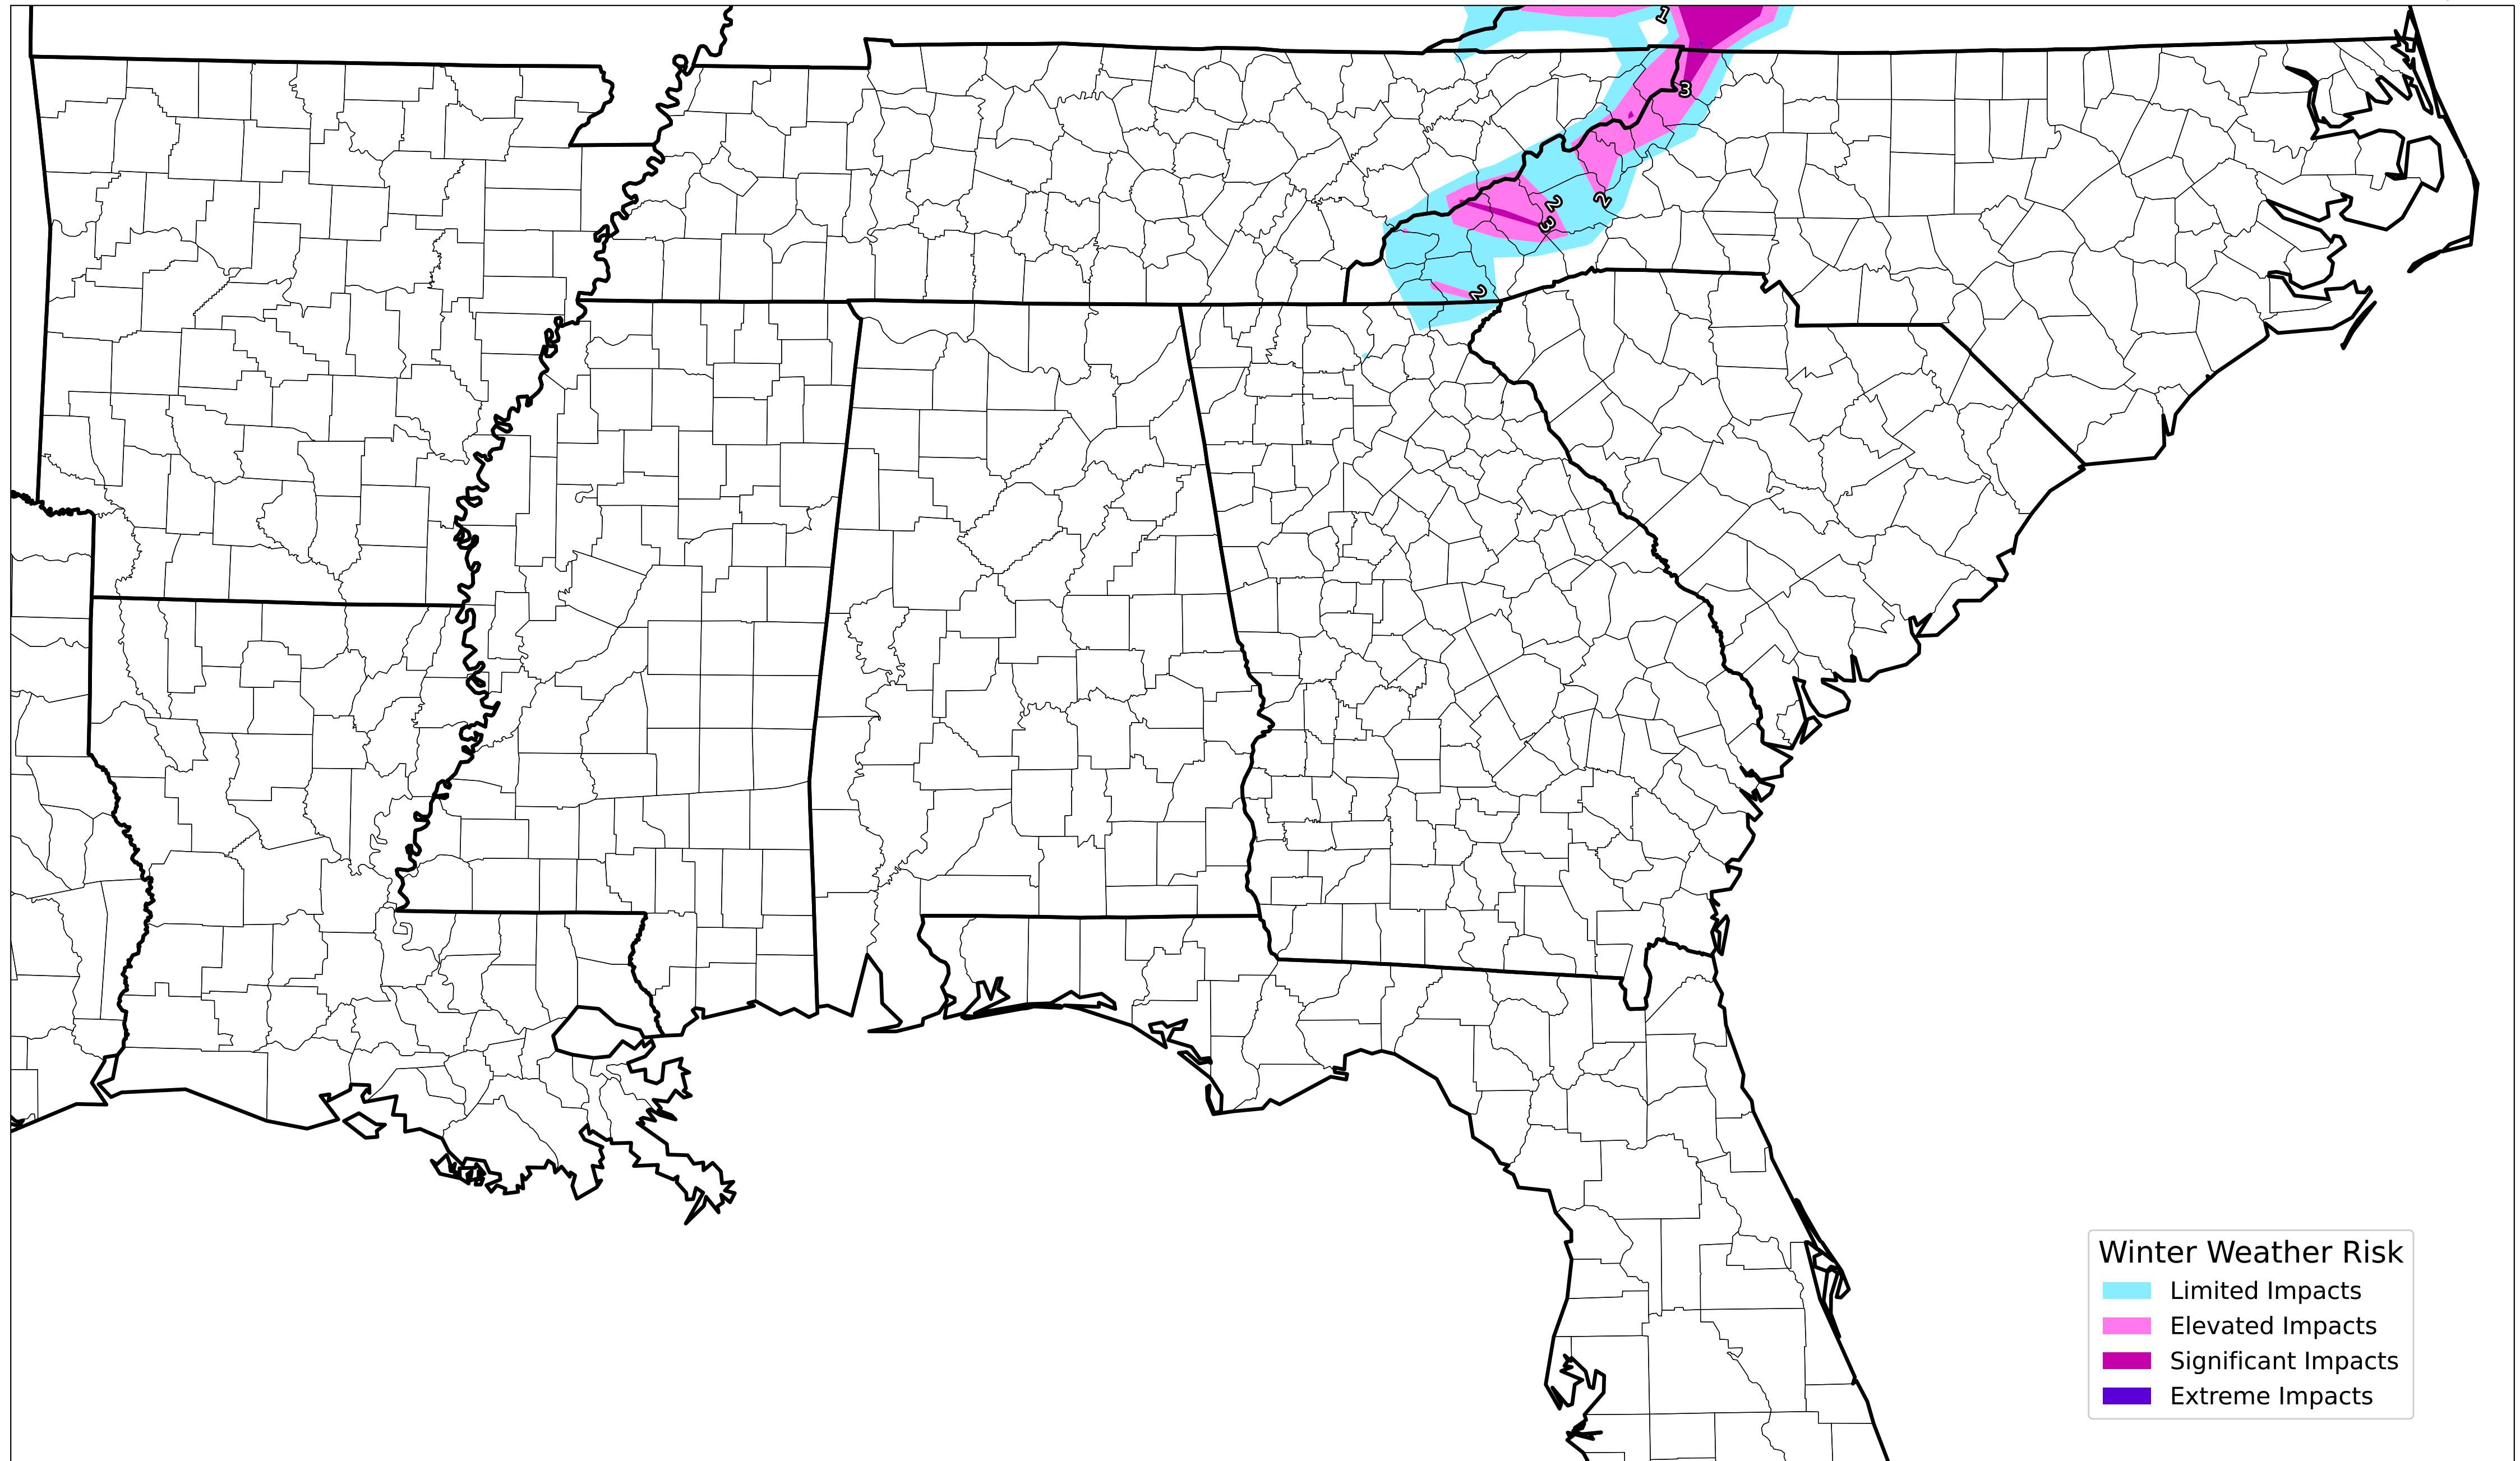 1
3
2
2
3
2
Winter Weather Risk
Limited Impacts
Elevated Impacts
Significant Impacts
Extreme Impacts